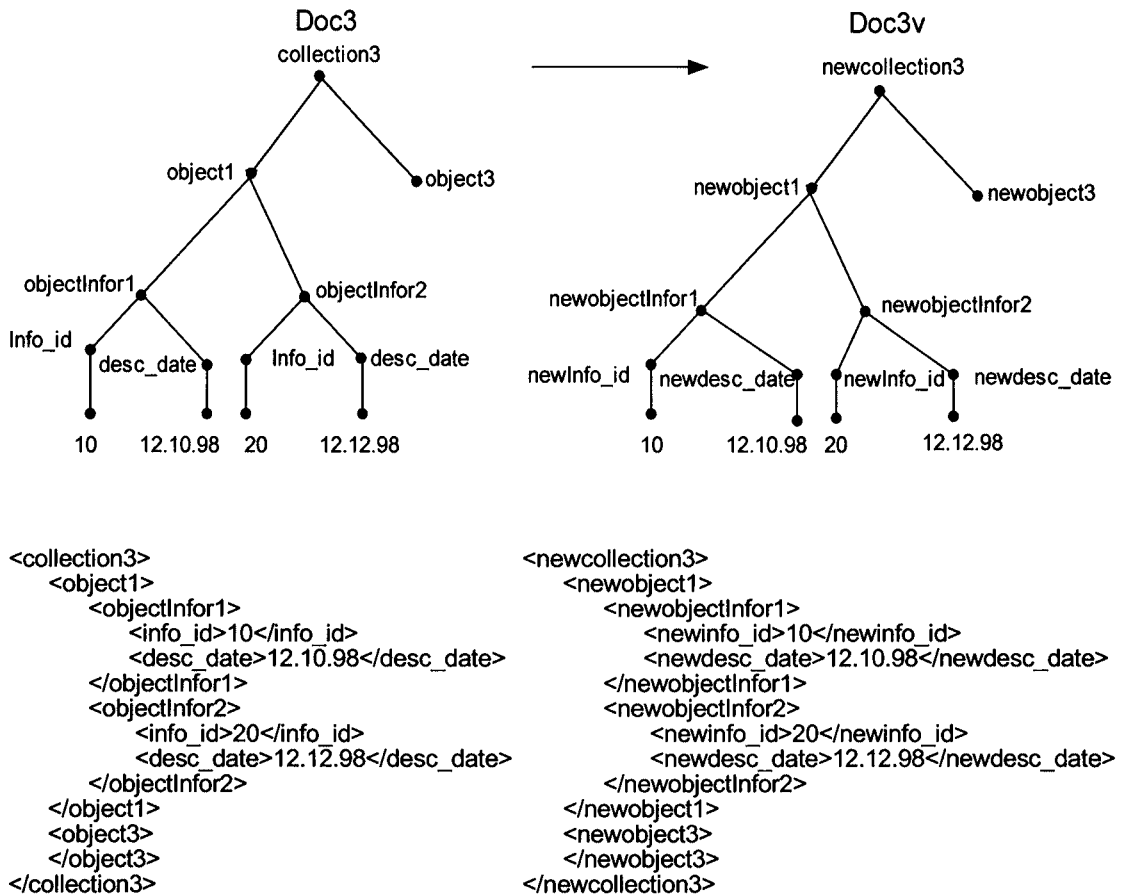 Doc3
collection3
object1
object3
objectInfor1
objectInfor2
Info_id
desc_date
Info_id
desc_date
10
12.10.98
20
12.12.98
Doc3v
newcollection3
newobject1
newobject3
newobjectInfor1
newobjectInfor2
newInfo_id
newdesc_date
newInfo_id
newdesc_date
10
12.10.98
20
12.12.98
<collection3>
<object1>
<objectInfor1>
<info_id>10</info_id>
<desc_date>12.10.98</desc_date>
</objectInfor1>
<objectInfor2>
<info_id>20</info_id>
<desc_date>12.12.98</desc_date>
</objectInfor2>
</object1>
<object3>
</object3>
</collection3>
<newcollection3>
<newobject1>
<newobjectInfor1>
<newinfo_id>10</newinfo_id>
<newdesc_date>12.10.98</newdesc_date>
</newobjectInfor1>
<newobjectInfor2>
<newinfo_id>20</newinfo_id>
<newdesc_date>12.12.98</newdesc_date>
</newobjectInfor2>
</newobject1>
<newobject3>
</newobject3>
</newcollection3>